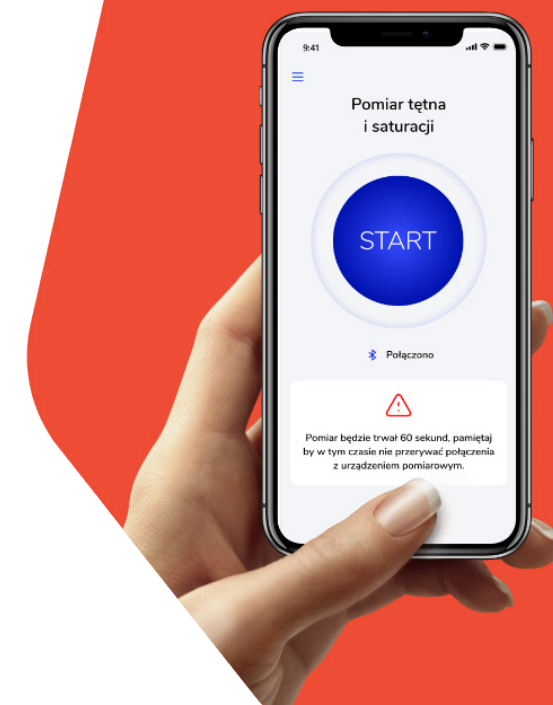 9:41
Pomiar tętna
i saturacji
START
Połączono
Pomiar będzie trwał 60 sekund, pamiętaj
by w tym czasie nie przerywać połączenia
z urządzeniem pomiarowym.